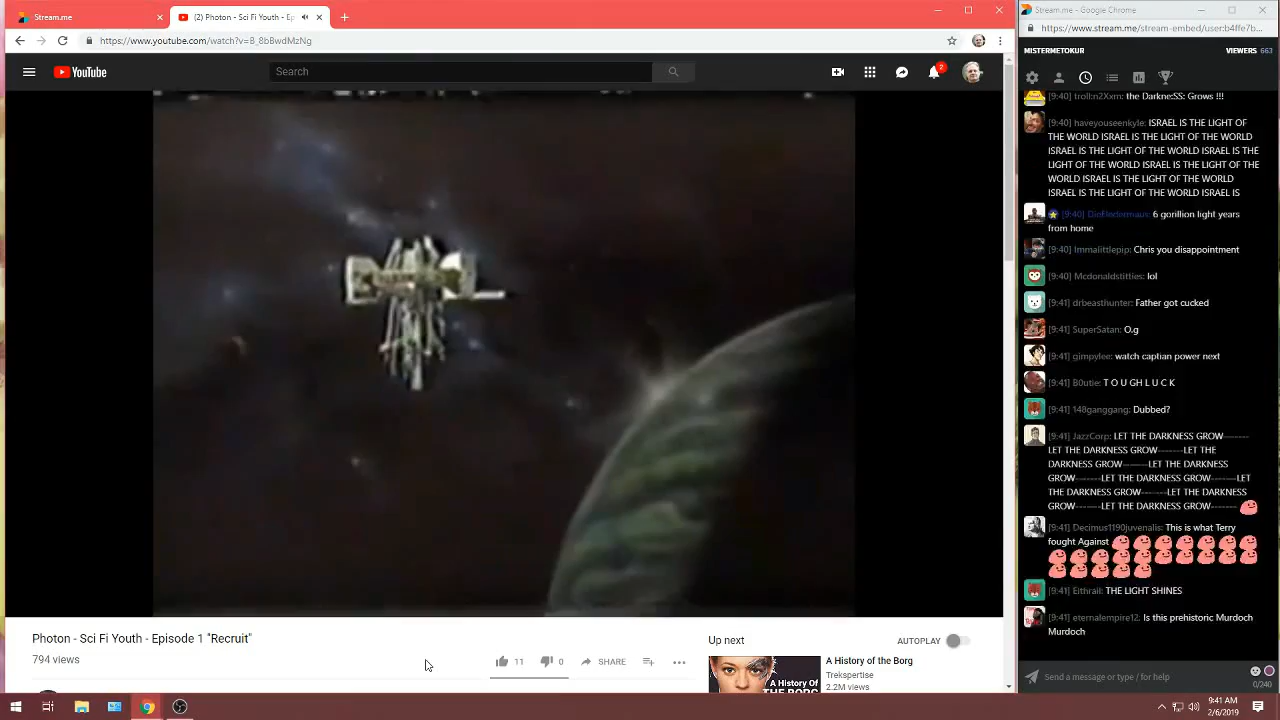 Stream.me
(2) Photon - Sci Fi Youth - Ep
Stream.me - Google Chrome
https://www.youtube.com/watch?v=B_8bBwdMzNg
https://www.stream.me/stream-embed/user:b4ffe7b...
YouTube
Search
2
MISTERMETOKUR
VIEWERS 663
[9:40] troll:n2Xxm: the Darkne:SS: Grows !!!
[9:40] haveyouseenkyle: ISRAEL IS THE LIGHT OF
THE WORLD ISRAEL IS THE LIGHT OF THE WORLD
ISRAEL IS THE LIGHT OF THE WORLD ISRAEL IS THE
LIGHT OF THE WORLD ISRAEL IS THE LIGHT OF THE
WORLD ISRAEL IS THE LIGHT OF THE WORLD
ISRAEL IS THE LIGHT OF THE WORLD ISRAEL IS
[9:40] DieFledermaus: 6 gorillion light years
from home
[9:40] Immalittlepip: Chris you disappointment
[9:40] Mcdonaldstitties: lol
[9:41] drbeasthunter: Father got cucked
[9:41] SuperSatan: O.g
[9:41] gimpylee: watch captian power next
[9:41] B0utie: T O U GH L U C K
[9:41] 148ganggang: Dubbed?
[9:41] JazzCorp: LET THE DARKNESS GROW-------
LET THE DARKNESS GROW-------LET THE
DARKNESS GROW-------LET THE DARKNESS
GROW-------LET THE DARKNESS GROW-------LET
THE DARKNESS GROW-------LET THE DARKNESS
GROW-------LET THE DARKNESS GROW-------
[9:41] Decimus1190juvenalis: This is what Terry
fought Against
[9:41] Eithrail: THE LIGHT SHINES
[9:41] eternalempire12: Is this prehistoric Murdoch
Murdoch
Send a message or type / for help
0/240
Photon - Sci Fi Youth - Episode 1 "Recruit"
794 views
11
0
SHARE
Up next
AUTOPLAY
A HISTORY OF
THE BORG
A History of the Borg
Trekspertise
2.2M views
9:41 AM
2/6/2019